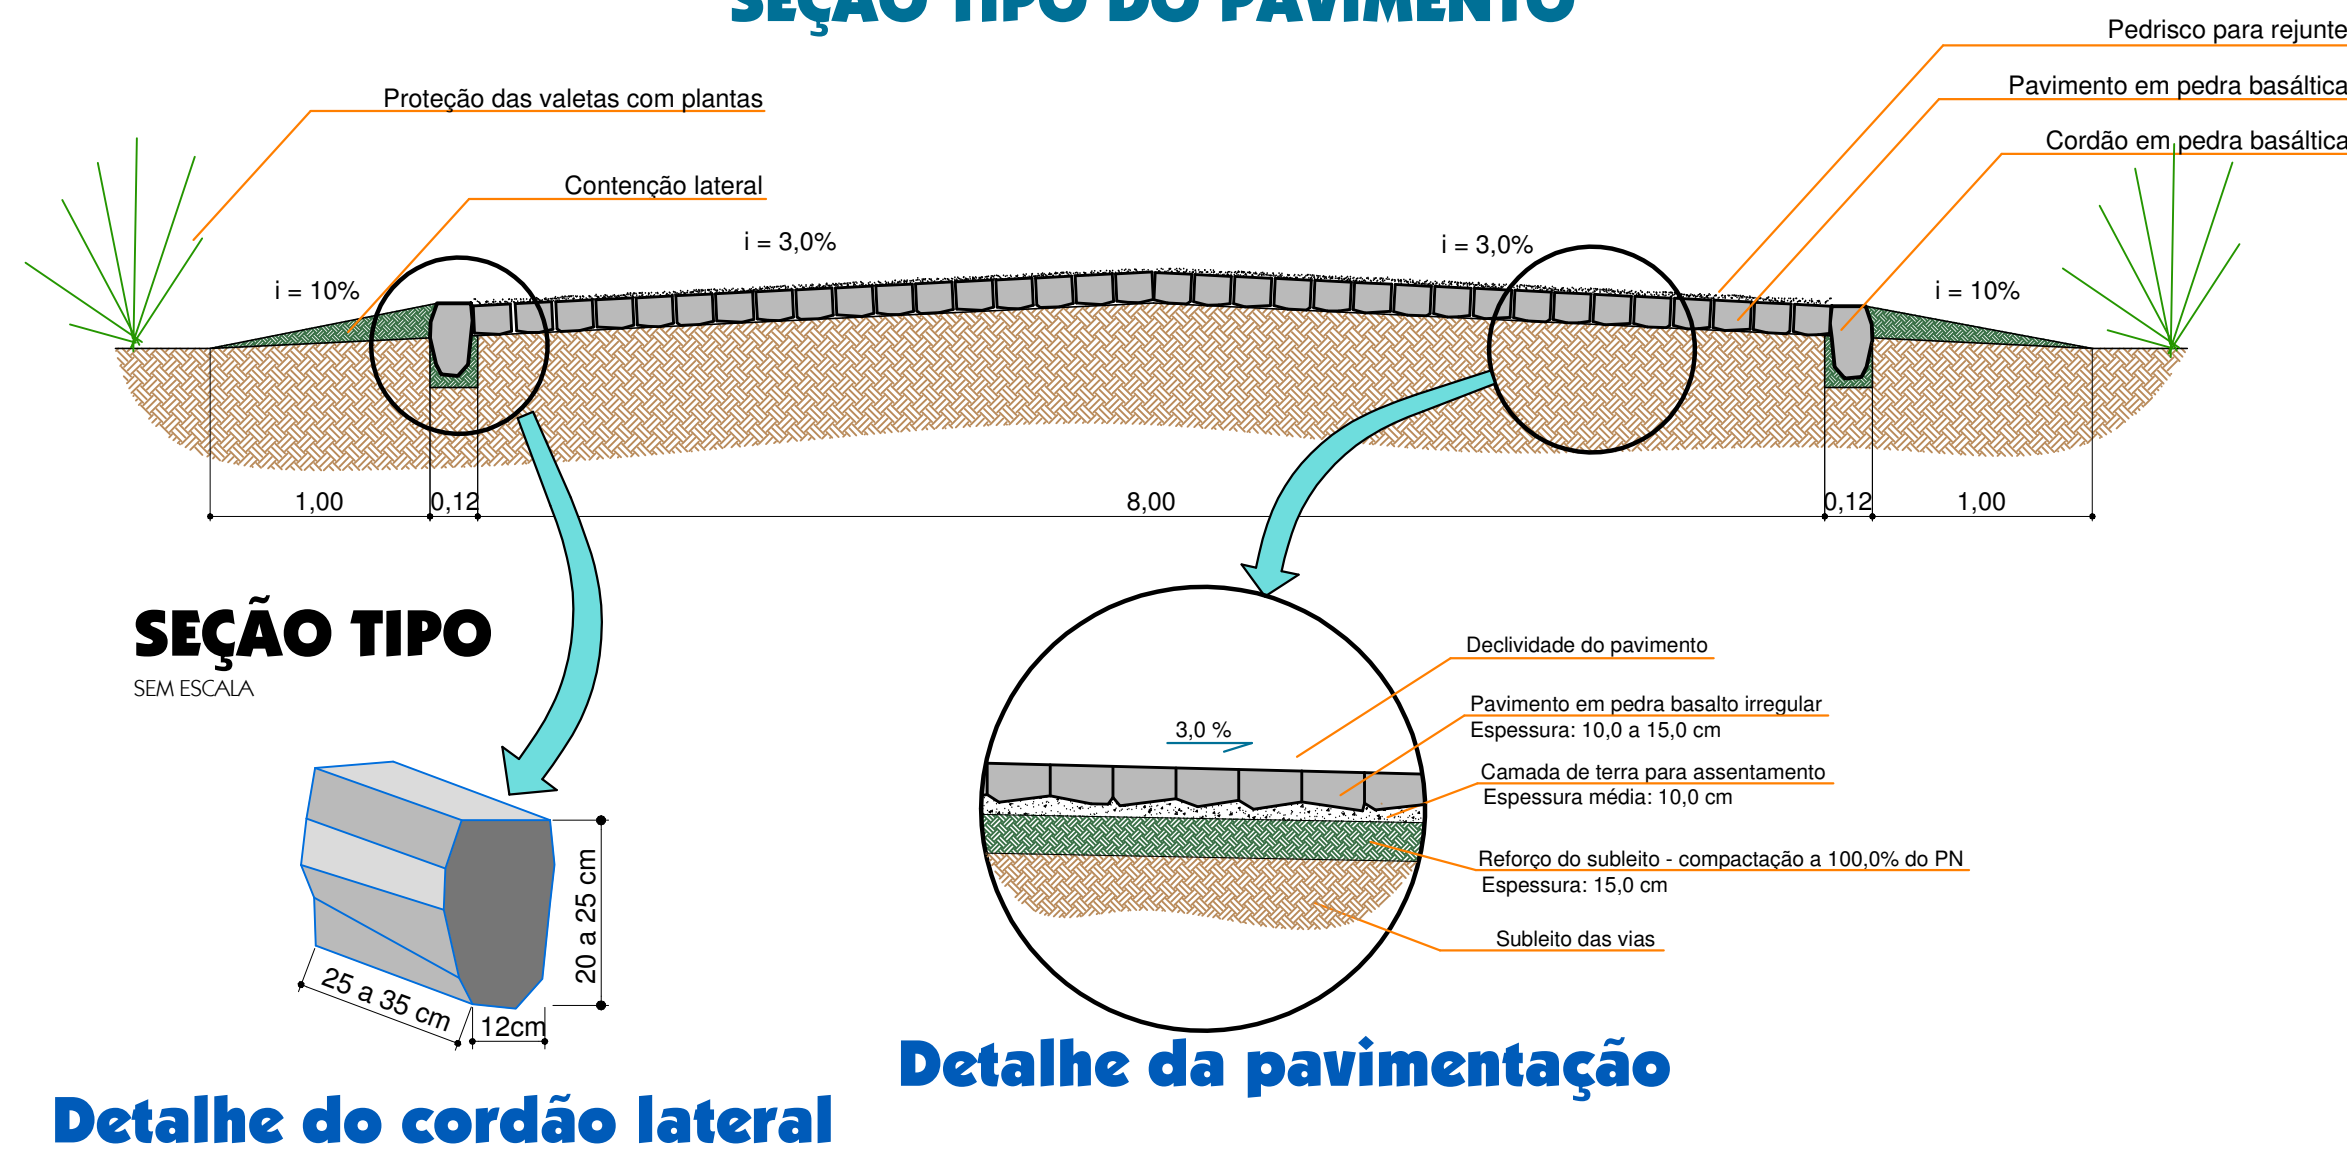 SEÇÃO TIPO DO PAVIMENTO
Pedrisco para rejunte
Pavimento em pedra basáltica
Cordão em pedra basáltica
Proteção das valetas com plantas
Contenção lateral
i = 3,0%
i = 3,0%
i = 10%
i = 10%
1,00
0,12
8,00
0,12
1,00
SEÇÃO TIPO
SEM ESCALA
Declividade do pavimento
3,0 %
Pavimento em pedra basalto irregular
Espessura: 10,0 a 15,0 cm
Camada de terra para assentamento
Espessura média: 10,0 cm
Reforço do subleito - compactação a 100,0% do PN
Espessura: 15,0 cm
Subleito das vias
20 a 25 cm
25 a 35 cm
12cm
Detalhe da pavimentação
Detalhe do cordão lateral